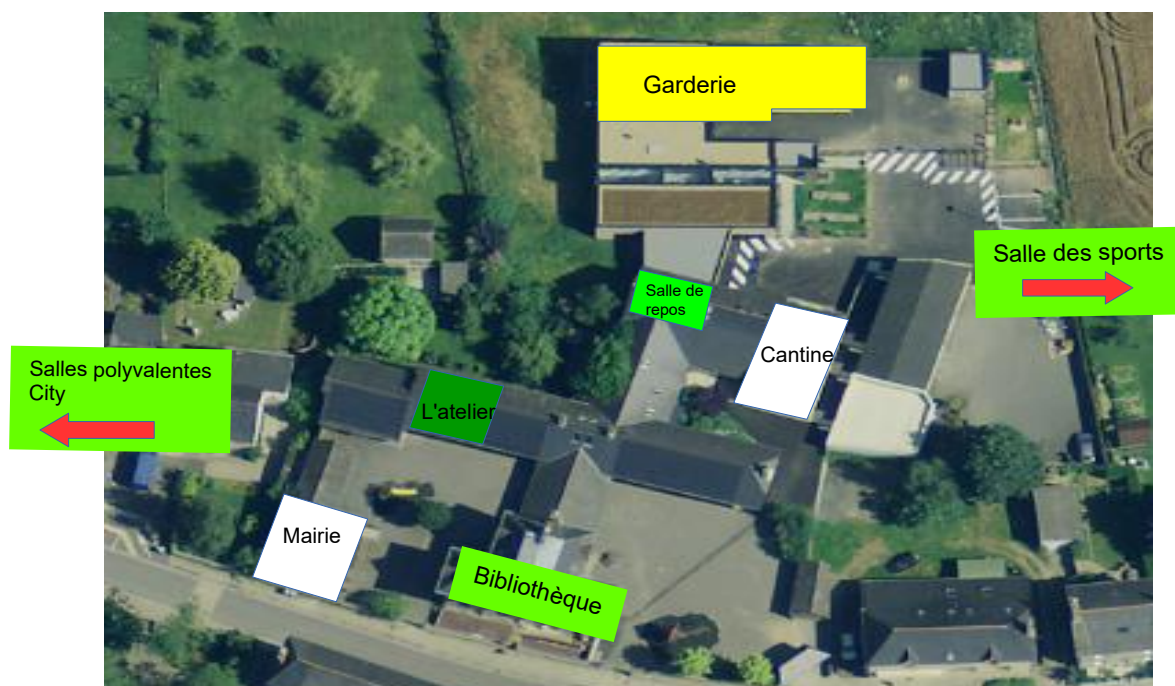 Garderie
Salle des sports
Salle de
repos
Cantine
Salles polyvalentes
City
L'atelier
Mairie
Bibliothèque